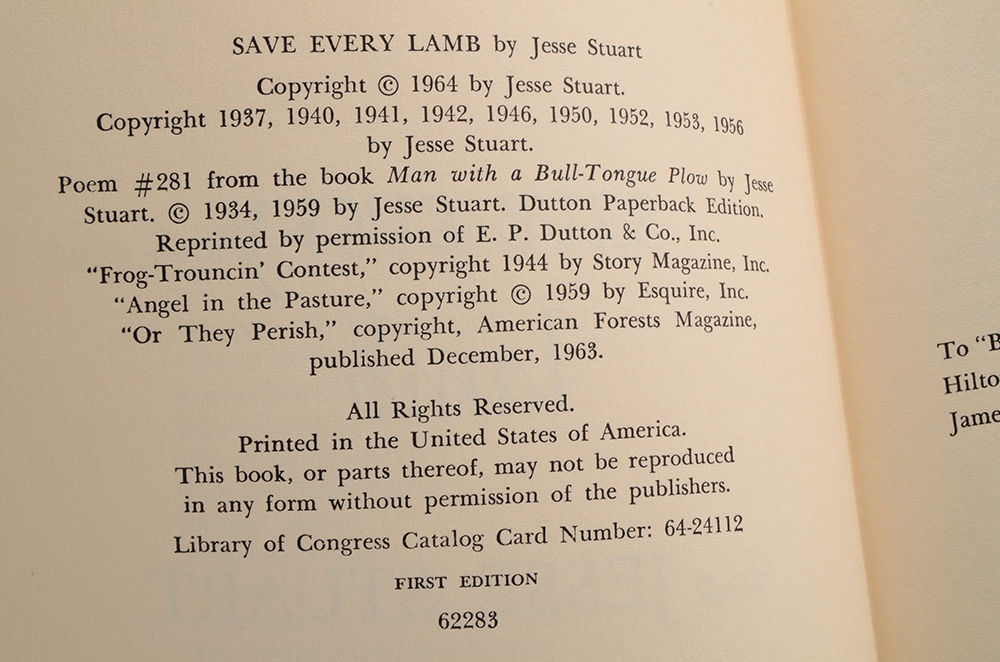 SAVE EVERY LAMB by Jesse Stuart
Copyright © 1964 by Jesse Stuart.
Copyright 1937, 1940, 1941, 1942, 1946, 1950, 1952, 1953, 1956
by Jesse Stuart.
Poem #281 from the book Man with a Bull-Tongue Plow by Jesse
Stuart. © 1934, 1959 by Jesse Stuart. Dutton Paperback Edition.
Reprinted by permission of E. P. Dutton & Co., Inc.
“Frog-Trouncin’ Contest,” copyright 1944 by Story Magazine, Inc.
“Angel in the Pasture,” copyright © 1959 by Esquire, Inc.
“Or They Perish,” copyright, American Forests Magazine,
published December, 1963.
All Rights Reserved.
Printed in the United States of America.
This book, or parts thereof, may not be reproduced
in any form without permission of the publishers.
Library of Congress Catalog Card Number: 64-24112
FIRST EDITION
62283
To “B
Hilto
Jame